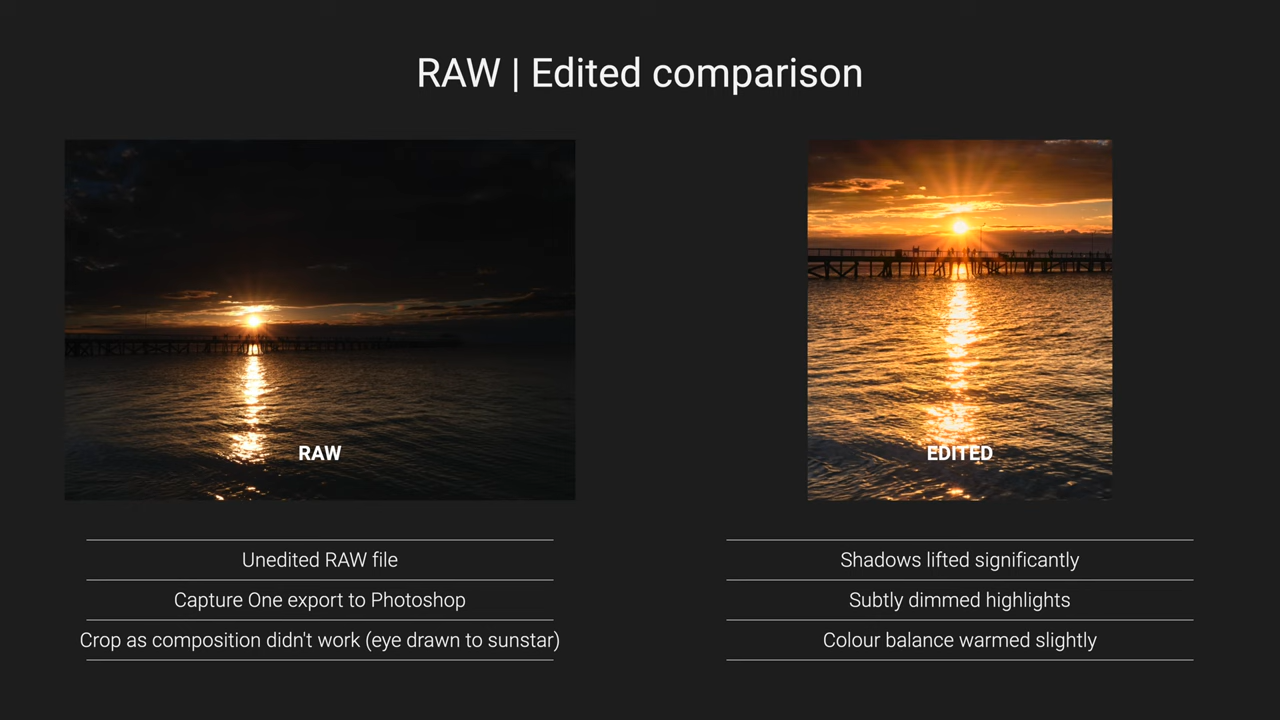 RAW | Edited comparison
RAW
Unedited RAW file
Capture One export to Photoshop
Crop as composition didn't work (eye drawn to sunstar)
EDITED
Shadows lifted significantly
Subtly dimmed highlights
Colour balance warmed slightly